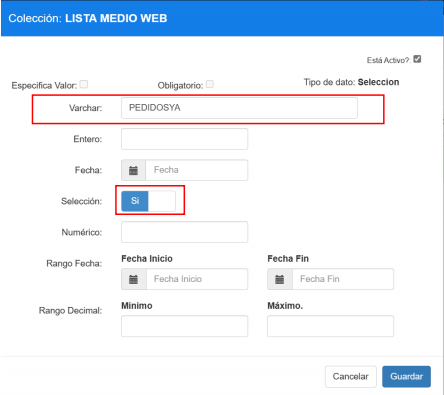 Colección: LISTA MEDIO WEB
Está Activo?
Especifica Valor: Obligatorio: Tipo de dato: Seleccion
Varchar: PEDIDOSYA
Entero:
Fecha: Fecha
Selección: Si
Numérico:
Rango Fecha: Fecha Inicio Fecha Fin
Fecha Inicio Fecha Fin
Rango Decimal: Minimo Máximo.
Cancelar Guardar